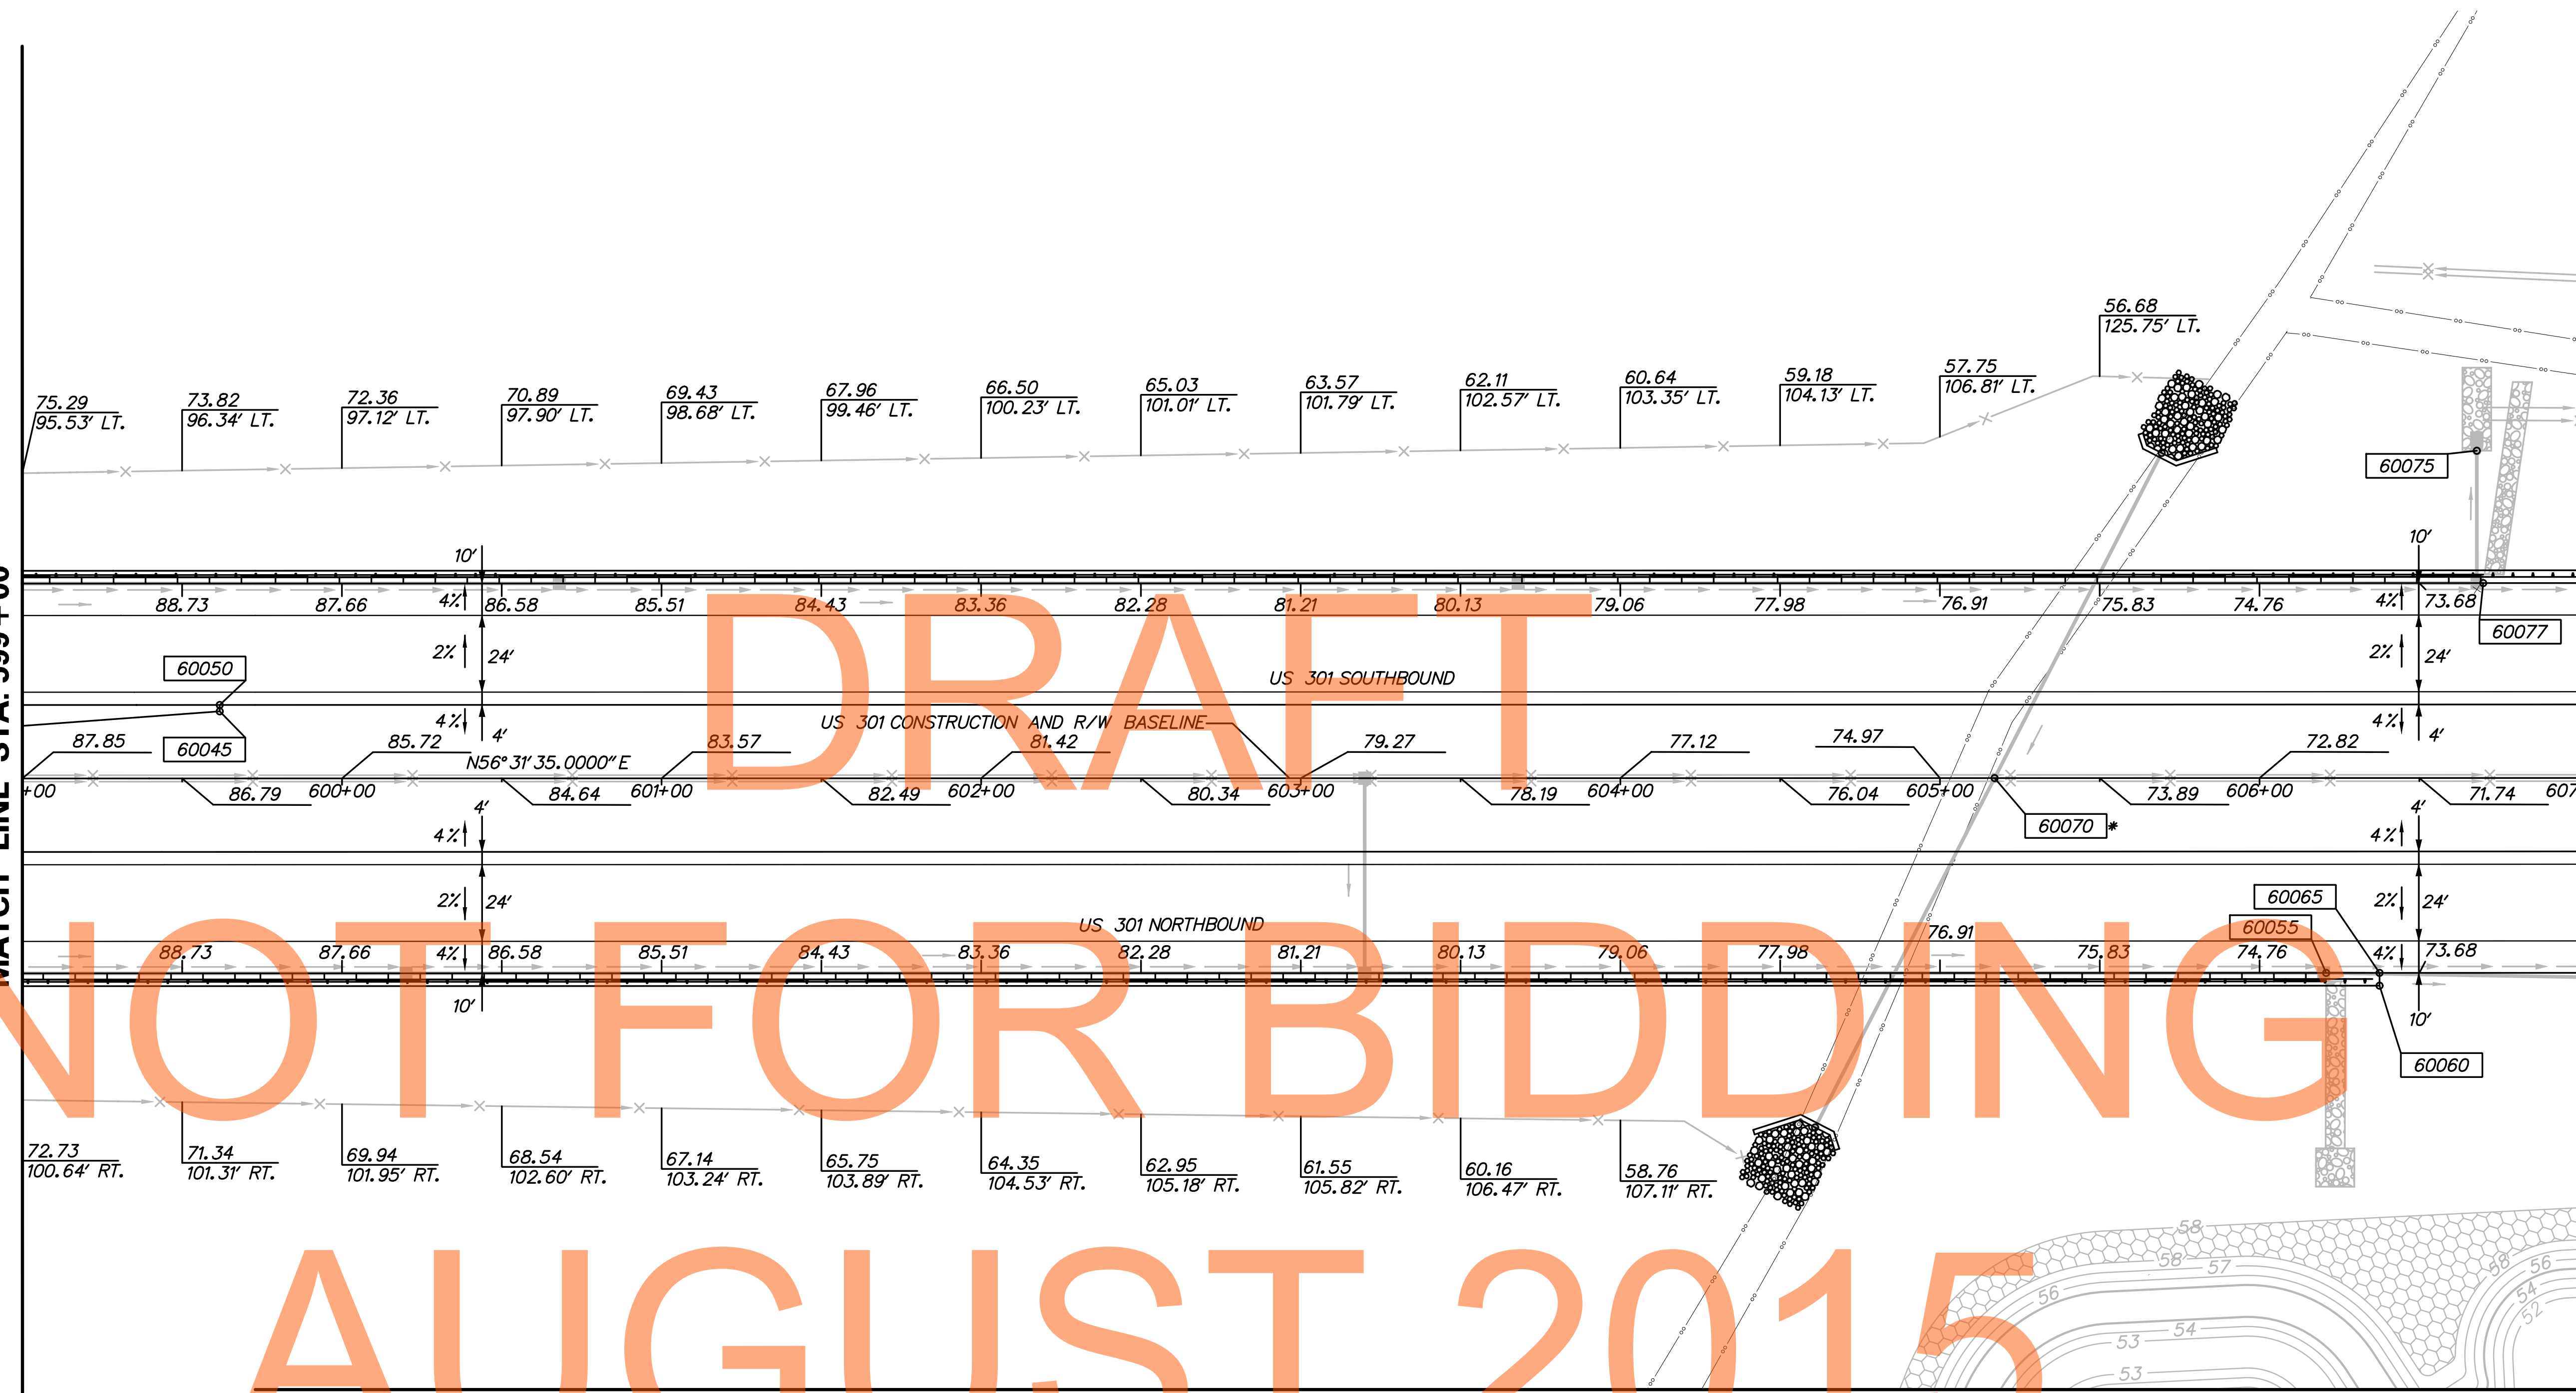 56.68
125.75' LT.
57.75
106.81' LT.
59.18
104.13' LT.
60.64
103.35' LT.
62.11
102.57' LT.
63.57
101.79' LT.
65.03
101.01' LT.
66.50
100.23' LT.
67.96
99.46' LT.
69.43
98.68' LT.
70.89
97.90' LT.
72.36
97.12' LT.
73.82
96.34' LT.
75.29
95.53' LT.
60075
10' 10'
88.73 87.66 4% 86.58 85.51 84.43 83.36 82.28 81.21 80.13 79.06 77.98 76.91 75.83 74.76 4% 73.68
60077
DRAFT
2% 24' 2% 24'
60050
US 301 SOUTHBOUND
4% 4' US 301 CONSTRUCTION AND R/W BASELINE 4% 4'
60045
87.85 85.72 83.57 81.42 79.27 77.12 74.97 72.82
N56°31'35.0000"E
+00 600+00 601+00 602+00 603+00 604+00 605+00 606+00 607
86.79 84.64 82.49 80.34 78.19 76.04 73.89 71.74
60070 *
4' 4'
4% 4%
2% 24' 2% 24'
60065
60055
US 301 NORTHBOUND
88.73 87.66 4% 86.58 85.51 84.43 83.36 82.28 81.21 80.13 79.06 77.98 76.91 75.83 74.76 4% 73.68
10' 10'
NOT FOR BIDDING
60060
72.73
100.64' RT.
71.34
101.31' RT.
69.94
101.95' RT.
68.54
102.60' RT.
67.14
103.24' RT.
65.75
103.89' RT.
64.35
104.53' RT.
62.95
105.18' RT.
61.55
105.82' RT.
60.16
106.47' RT.
58.76
107.11' RT.
AUGUST 2015
58
58 57
56
54
53
53
58
56
54
52
MATCH LINE STA. 599+00